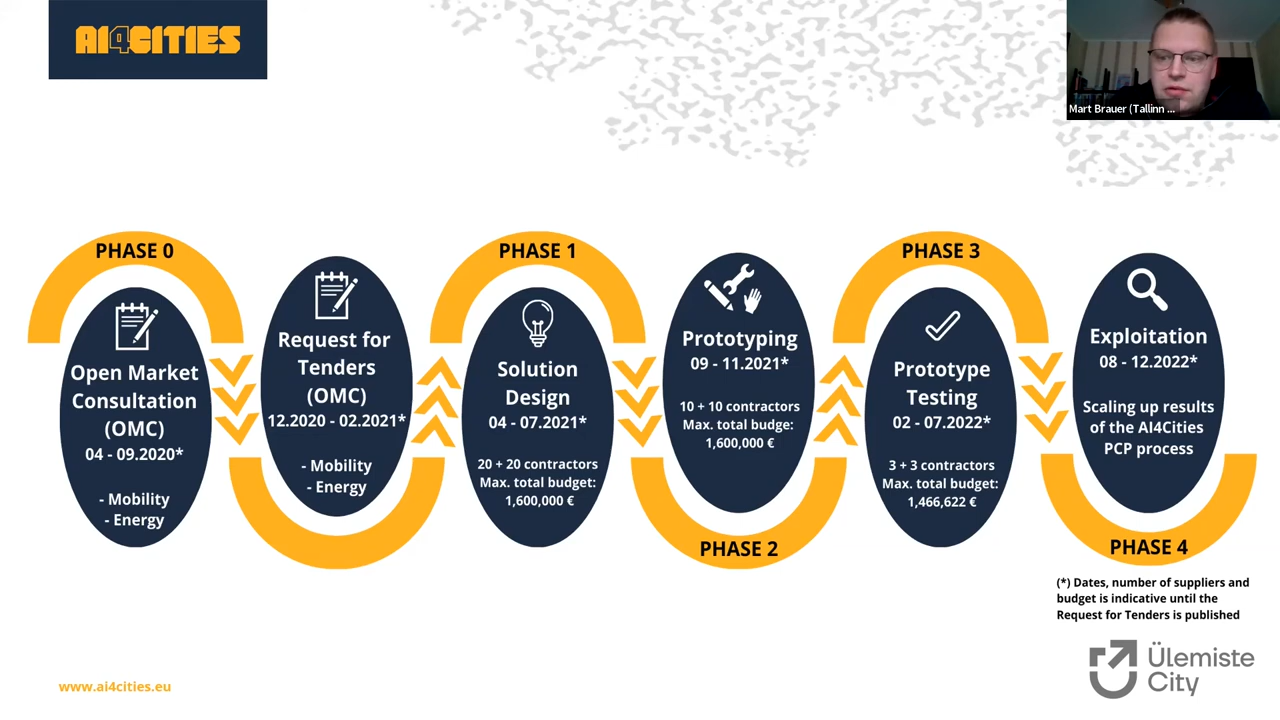 AI4CITIES
Mart Brauer (Tallinn ...
PHASE 0
Open Market
Consultation
(OMC)
04 - 09.2020*
- Mobility
- Energy
Request for
Tenders
(OMC)
12.2020 - 02.2021*
- Mobility
- Energy
PHASE 1
Solution
Design
04 - 07.2021*
20 + 20 contractors
Max. total budget:
1,600,000 €
Prototyping
09 - 11.2021*
10 + 10 contractors
Max. total budge:
1,600,000 €
PHASE 2
PHASE 3
Prototype
Testing
02 - 07.2022*
3 + 3 contractors
Max. total budget:
1,466,622 €
Exploitation
08 - 12.2022*
Scaling up results
of the AI4Cities
PCP process
PHASE 4
(*) Dates, number of suppliers and
budget is indicative until the
Request for Tenders is published
www.ai4cities.eu
Ülemiste
City